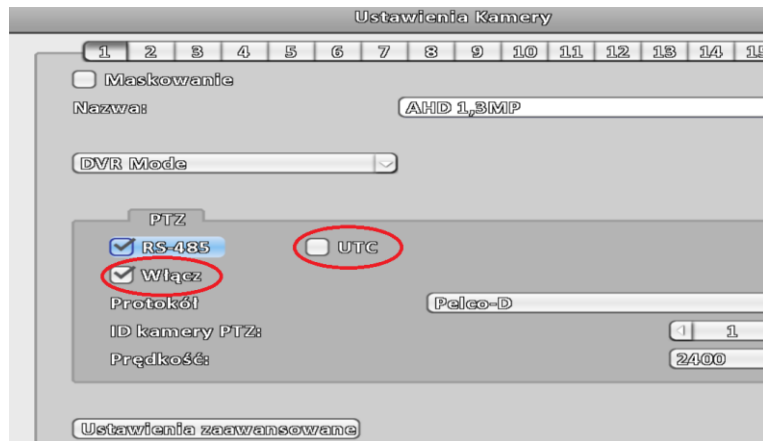 Ustawienia Kamery
1 2 3 4 5 6 7 8 9 10 11 12 13 14
Maskowanie
Nazwa: AHD 1,3MP
DVR Mode
PTZ
RS-485 UTC
Włącz
Protokół Pelco-D
ID kamery PTZ: 1
Prędkość: 2400
Ustawienia zaawansowane